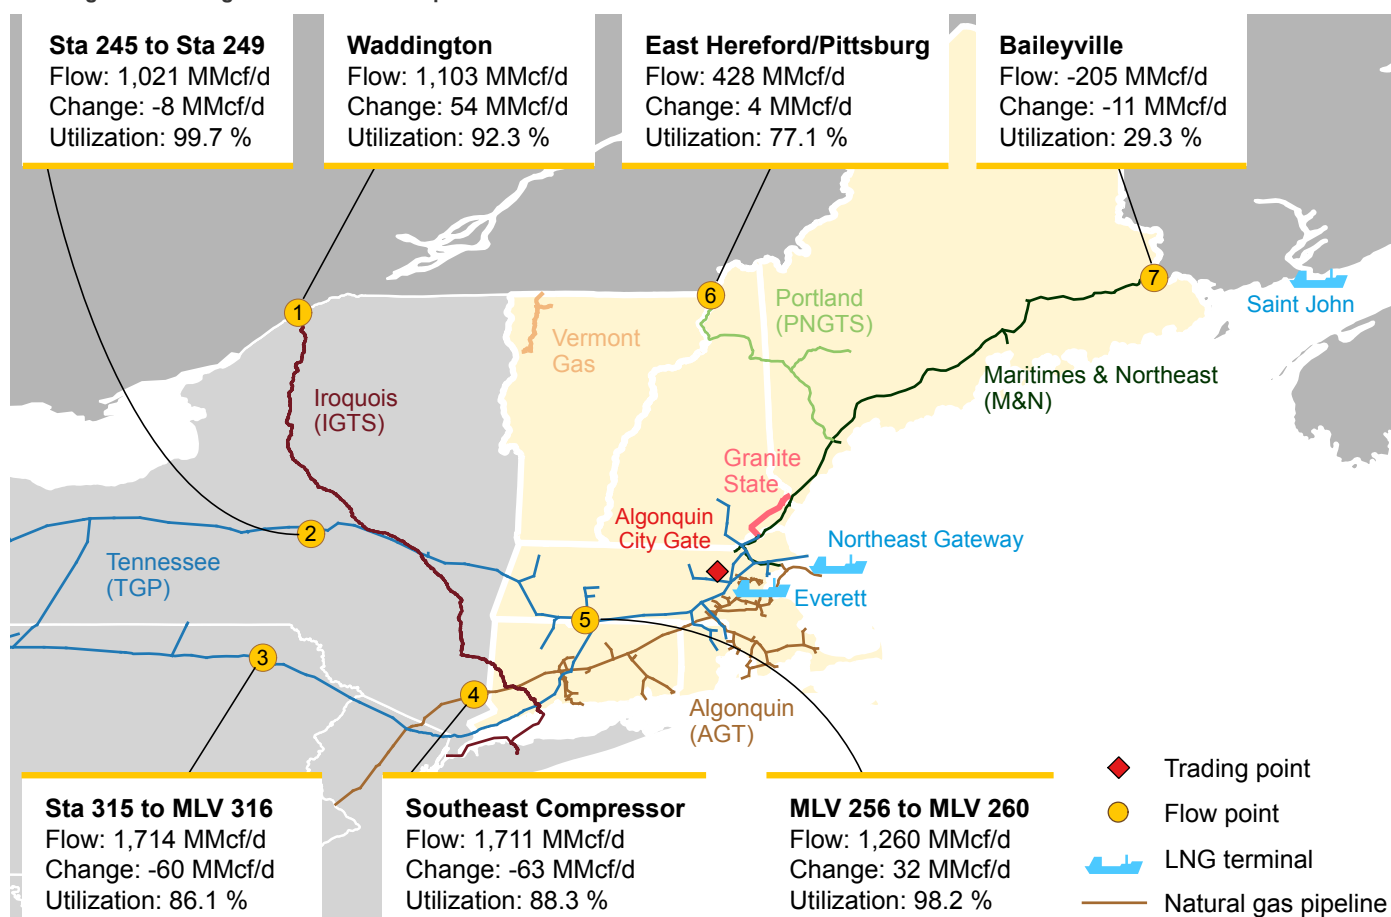 Sta 245 to Sta 249
Flow: 1,021 MMcf/d
Change: -8 MMcf/d
Utilization: 99.7 %
Waddington
Flow: 1,103 MMcf/d
Change: 54 MMcf/d
Utilization: 92.3 %
East Hereford/Pittsburg
Flow: 428 MMcf/d
Change: 4 MMcf/d
Utilization: 77.1 %
Baileyville
Flow: -205 MMcf/d
Change: -11 MMcf/d
Utilization: 29.3 %
1
6
7
Portland
(PNGTS)
Saint John
Vermont
Gas
Maritimes & Northeast
(M&N)
Iroquois
(IGTS)
Granite
State
Algonquin
City Gate
2
Northeast Gateway
Tennessee
(TGP)
Everett
5
3
4
Algonquin
(AGT)
Sta 315 to MLV 316
Flow: 1,714 MMcf/d
Change: -60 MMcf/d
Utilization: 86.1 %
Southeast Compressor
Flow: 1,711 MMcf/d
Change: -63 MMcf/d
Utilization: 88.3 %
MLV 256 to MLV 260
Flow: 1,260 MMcf/d
Change: 32 MMcf/d
Utilization: 98.2 %
Trading point
Flow point
LNG terminal
Natural gas pipeline